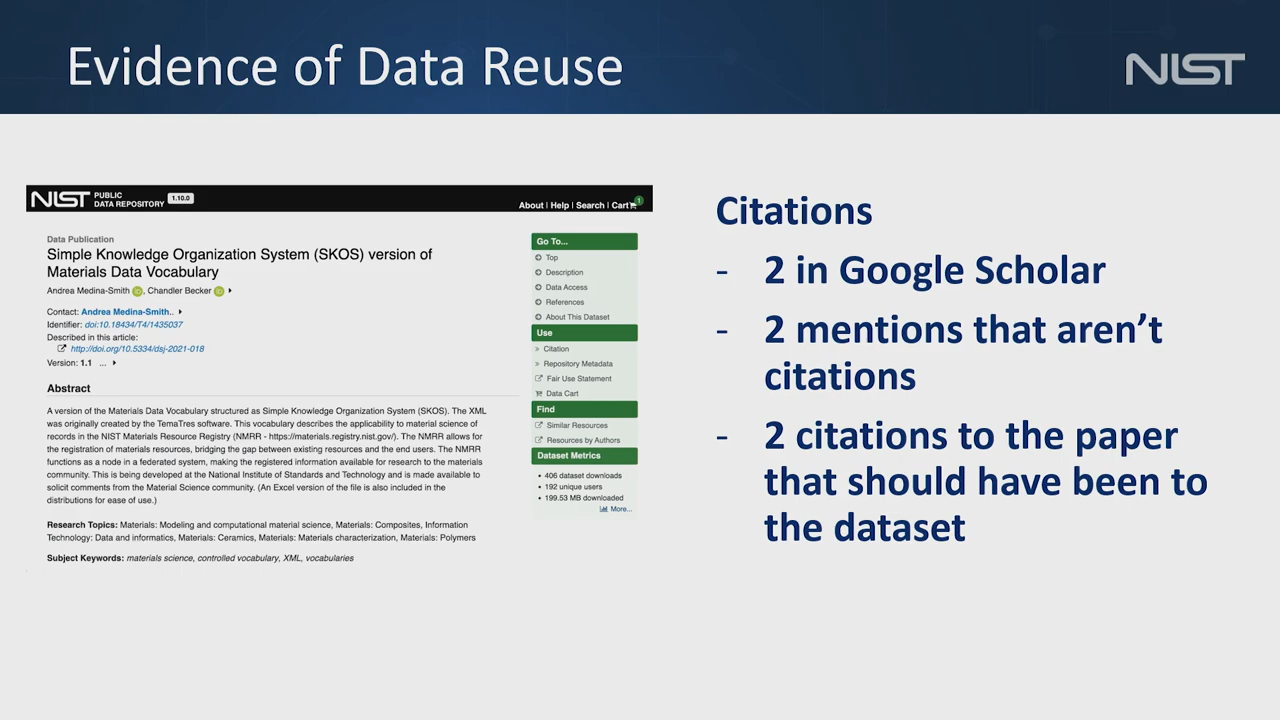 Evidence of Data Reuse
NIST
NIST PUBLIC DATA REPOSITORY 1.10.0
About | Help | Search | Cart 1
Data Publication
Simple Knowledge Organization System (SKOS) version of
Materials Data Vocabulary
Andrea Medina-Smith iD, Chandler Becker iD
Contact: Andrea Medina-Smith..
Identifier: doi:10.18434/T4/1435037
Described in this article:
http://doi.org/10.5334/dsj-2021-018
Version: 1.1 ...
Abstract
A version of the Materials Data Vocabulary structured as Simple Knowledge Organization System (SKOS). The XML
was originally created by the TemaTres software. This vocabulary describes the applicability to material science of
records in the NIST Materials Resource Registry (NMRR - https://materials.registry.nist.gov/). The NMRR allows for
the registration of materials resources, bridging the gap between existing resources and the end users. The NMRR
functions as a node in a federated system, making the registered information available for research to the materials
community. This is being developed at the National Institute of Standards and Technology and is made available to
solicit comments from the Material Science community. (An Excel version of the file is also included in the
distributions for ease of use.)
Research Topics: Materials: Modeling and computational material science, Materials: Composites, Information
Technology: Data and informatics, Materials: Ceramics, Materials: Materials characterization, Materials: Polymers
Subject Keywords: materials science, controlled vocabulary, XML, vocabularies
Go To...
Top
Description
Data Access
References
About This Dataset
Use
» Citation
» Repository Metadata
Fair Use Statement
Data Cart
Find
Similar Resources
Resources by Authors
Dataset Metrics
• 406 dataset downloads
• 192 unique users
• 199.53 MB downloaded
More...
Citations
- 2 in Google Scholar
- 2 mentions that aren’t
citations
- 2 citations to the paper
that should have been to
the dataset